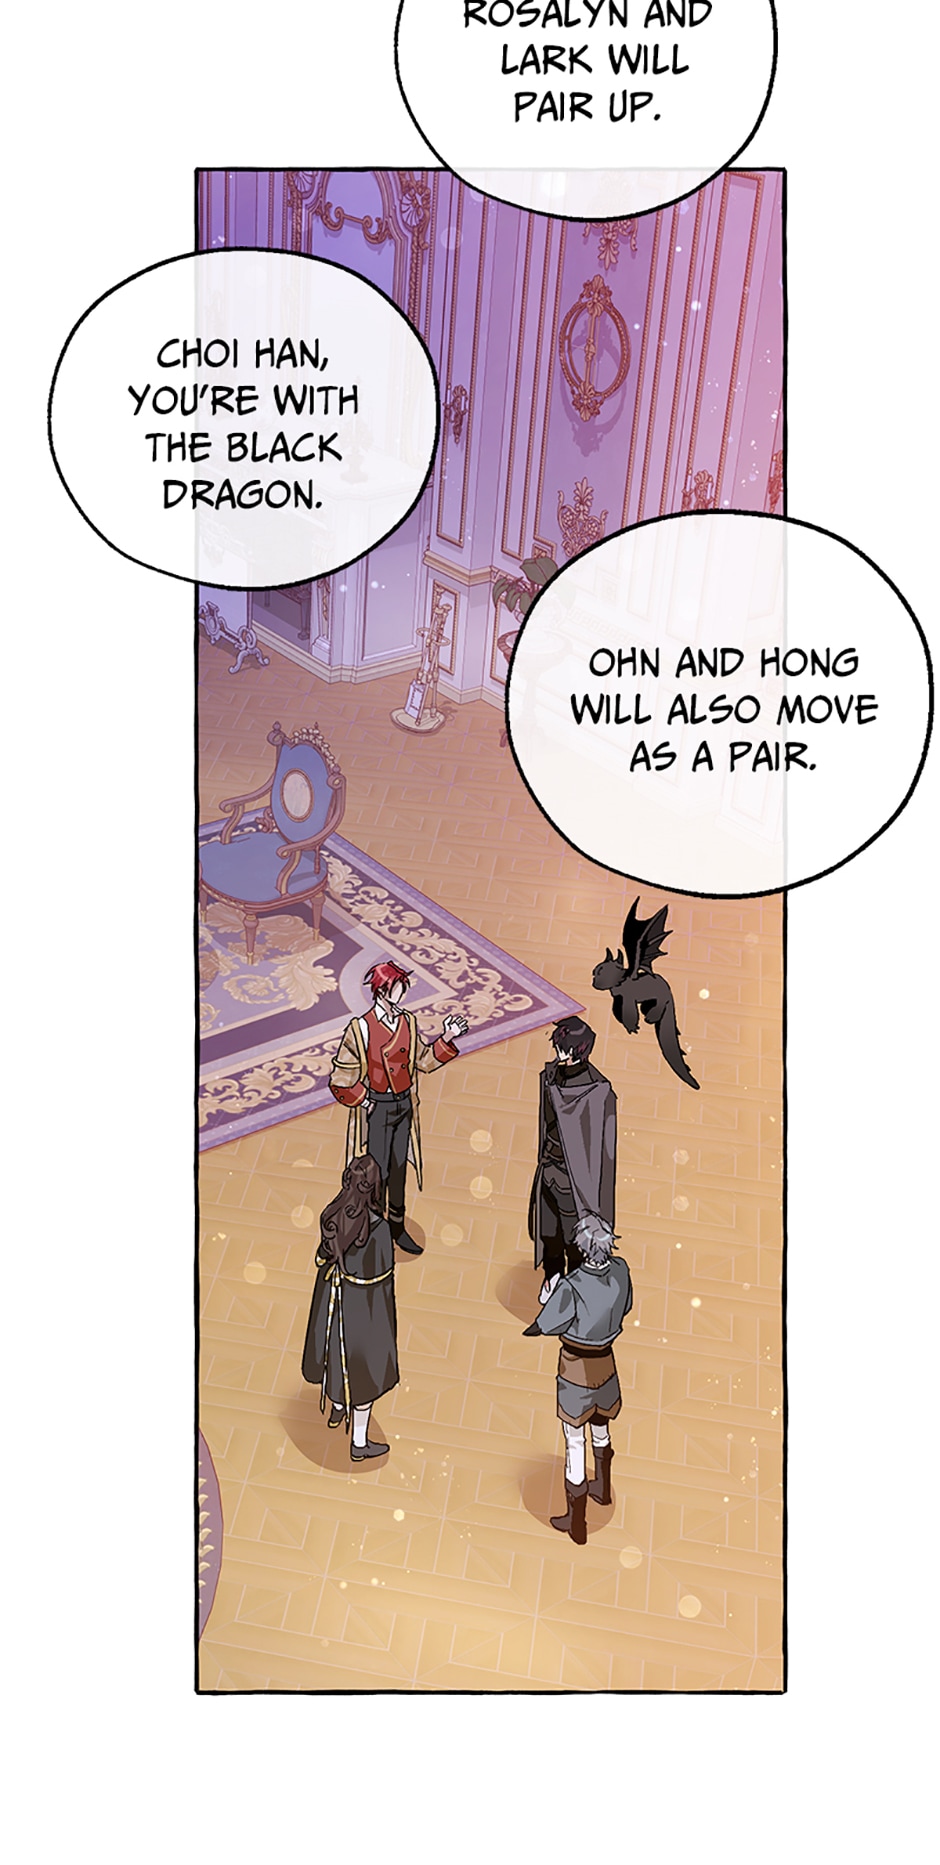 ROSALYN AND
LARK WILL
PAIR UP.
CHOI HAN,
YOU'RE WITH
THE BLACK
DRAGON.
OHN AND HONG
WILL ALSO MOVE
AS A PAIR.